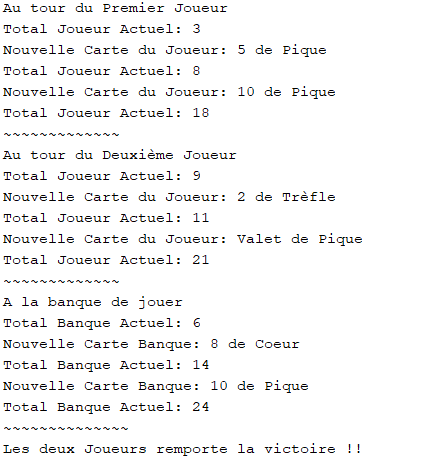 Au tour du Premier Joueur
Total Joueur Actuel: 3
Nouvelle Carte du Joueur: 5 de Pique
Total Joueur Actuel: 8
Nouvelle Carte du Joueur: 10 de Pique
Total Joueur Actuel: 18
~~~~~~~~~~~~~
Au tour du Deuxième Joueur
Total Joueur Actuel: 9
Nouvelle Carte du Joueur: 2 de Trèfle
Total Joueur Actuel: 11
Nouvelle Carte du Joueur: Valet de Pique
Total Joueur Actuel: 21
~~~~~~~~~~~~~
A la banque de jouer
Total Banque Actuel: 6
Nouvelle Carte Banque: 8 de Coeur
Total Banque Actuel: 14
Nouvelle Carte Banque: 10 de Pique
Total Banque Actuel: 24
~~~~~~~~~~~~~~
Les deux Joueurs remporte la victoire !!